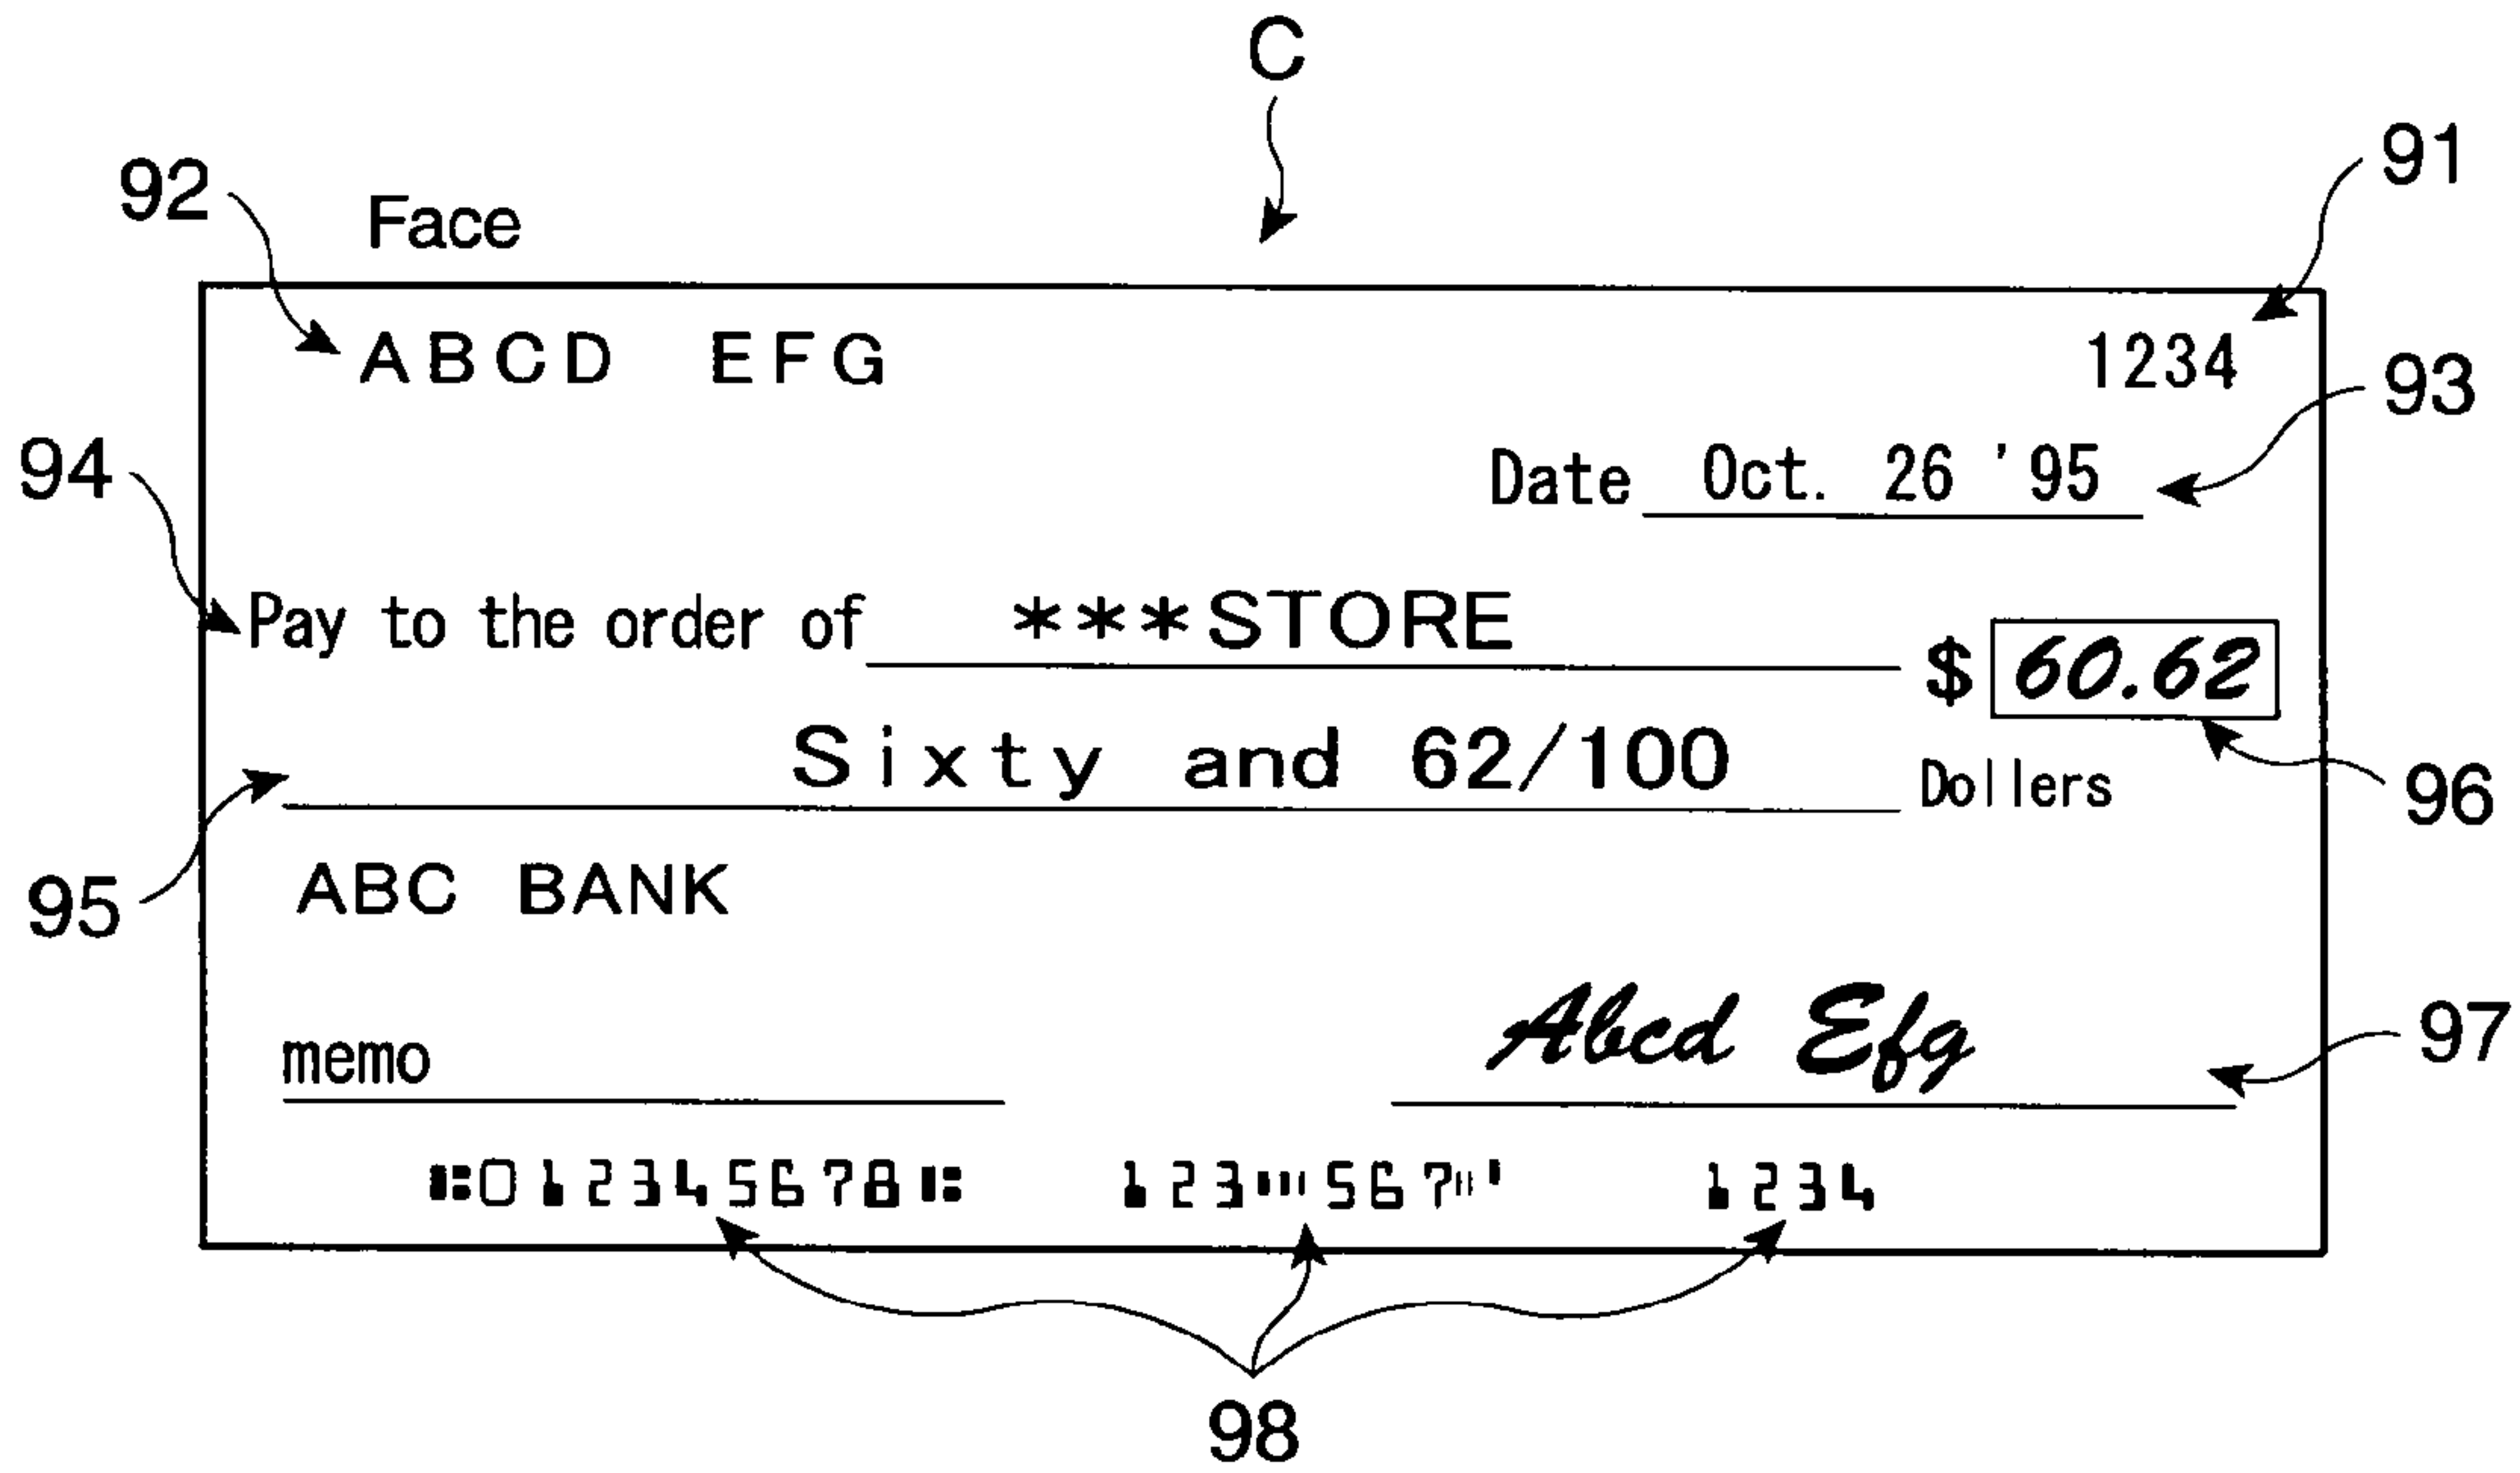 C
91
92
Face
ABCD EFG
1234
93
94
Date Oct. 26 '95
Pay to the order of ***STORE
$ 60.62
Sixty and 62/100 Dollers
96
95
ABC BANK
Abcd Efg
97
memo
⑆012345678⑆ 123⑈567⑈ 1234
98